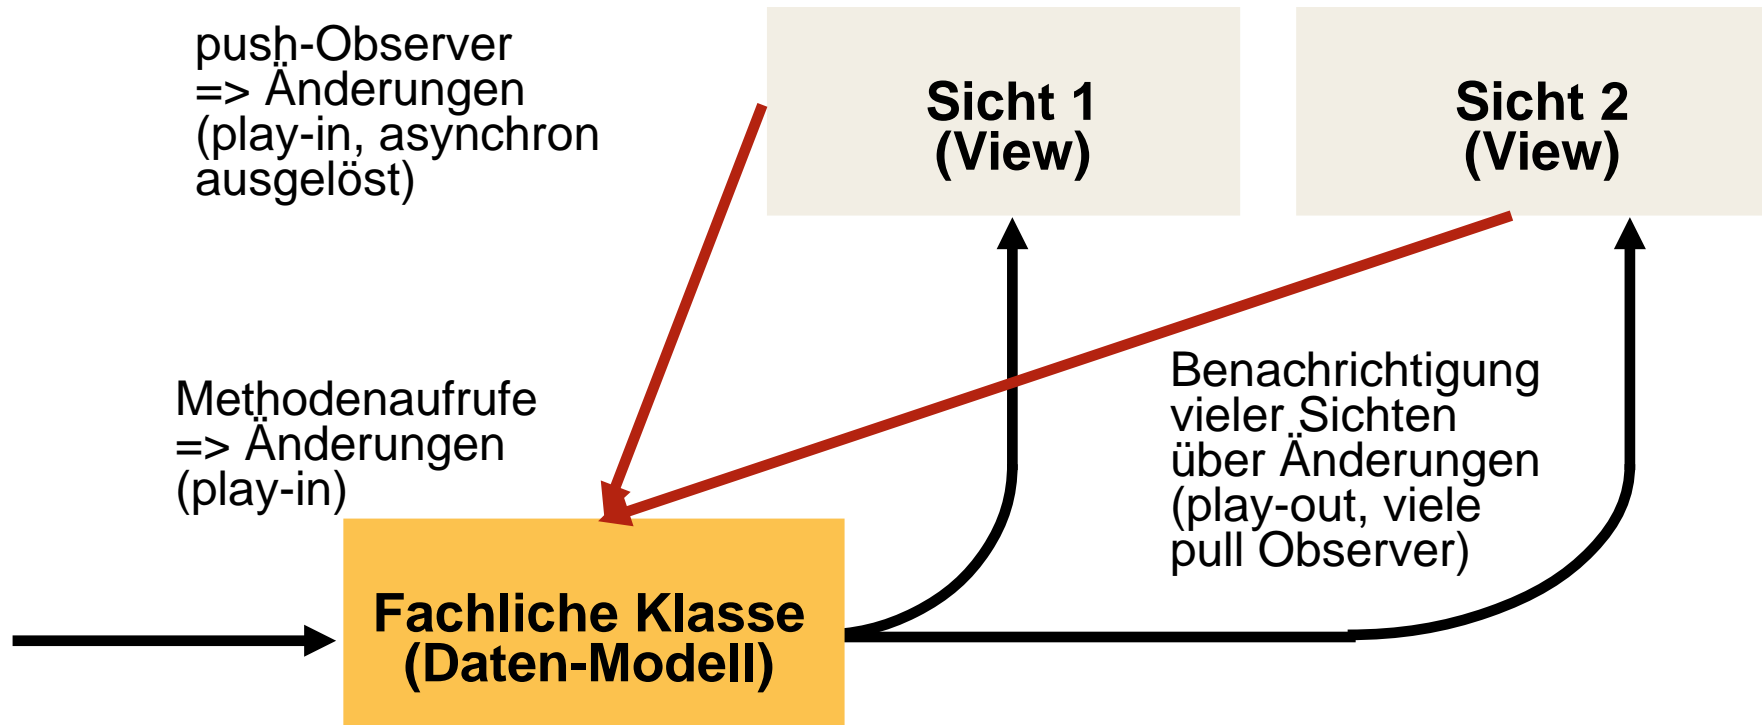 push-Observer
=> Änderungen
(play-in, asynchron
ausgelöst)
Sicht 1
(View)
Sicht 2
(View)
Methodenaufrufe
=> Änderungen
(play-in)
Benachrichtigung
vieler Sichten
über Änderungen
(play-out, viele
pull Observer)
Fachliche Klasse
(Daten-Modell)